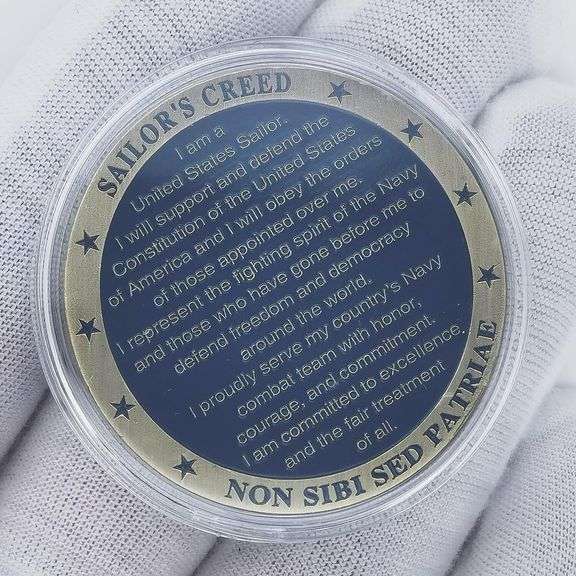 SAILOR'S CREED
I am a
United States Sailor.
I will support and defend the
Constitution of the United States
of America and I will obey the orders
of those appointed over me.
I represent the fighting spirit of the Navy
and those who have gone before me to
defend freedom and democracy
around the world.
I proudly serve my country's Navy
combat team with honor,
courage, and commitment.
I am committed to excellence,
and the fair treatment
of all.
NON SIBI SED PATRIAE